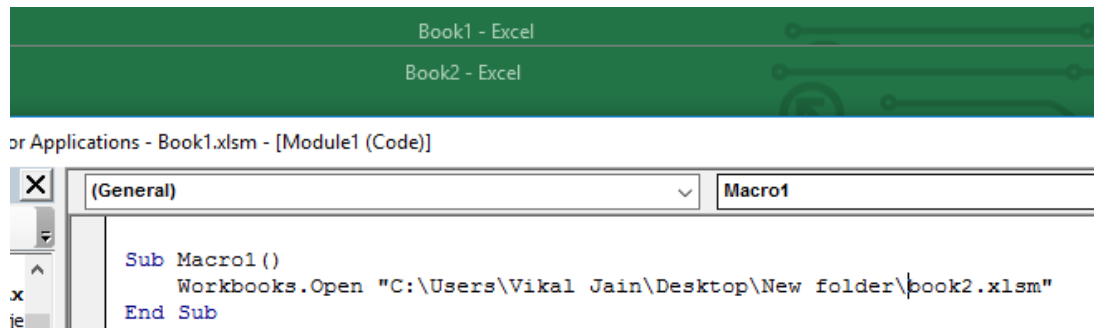 Book1 - Excel
Book2 - Excel
or Applications - Book1.xlsm - [Module1 (Code)]
(General) Macro1
Sub Macro1()
Workbooks.Open "C:\Users\Vikal Jain\Desktop\New folder\book2.xlsm"
End Sub